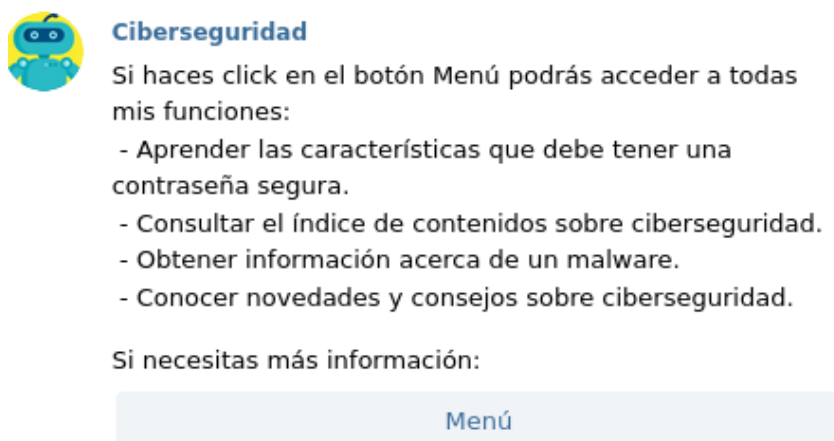 Ciberseguridad
Si haces click en el botón Menú podrás acceder a todas
mis funciones:
- Aprender las características que debe tener una
contraseña segura.
- Consultar el índice de contenidos sobre ciberseguridad.
- Obtener información acerca de un malware.
- Conocer novedades y consejos sobre ciberseguridad.
Si necesitas más información:
Menú